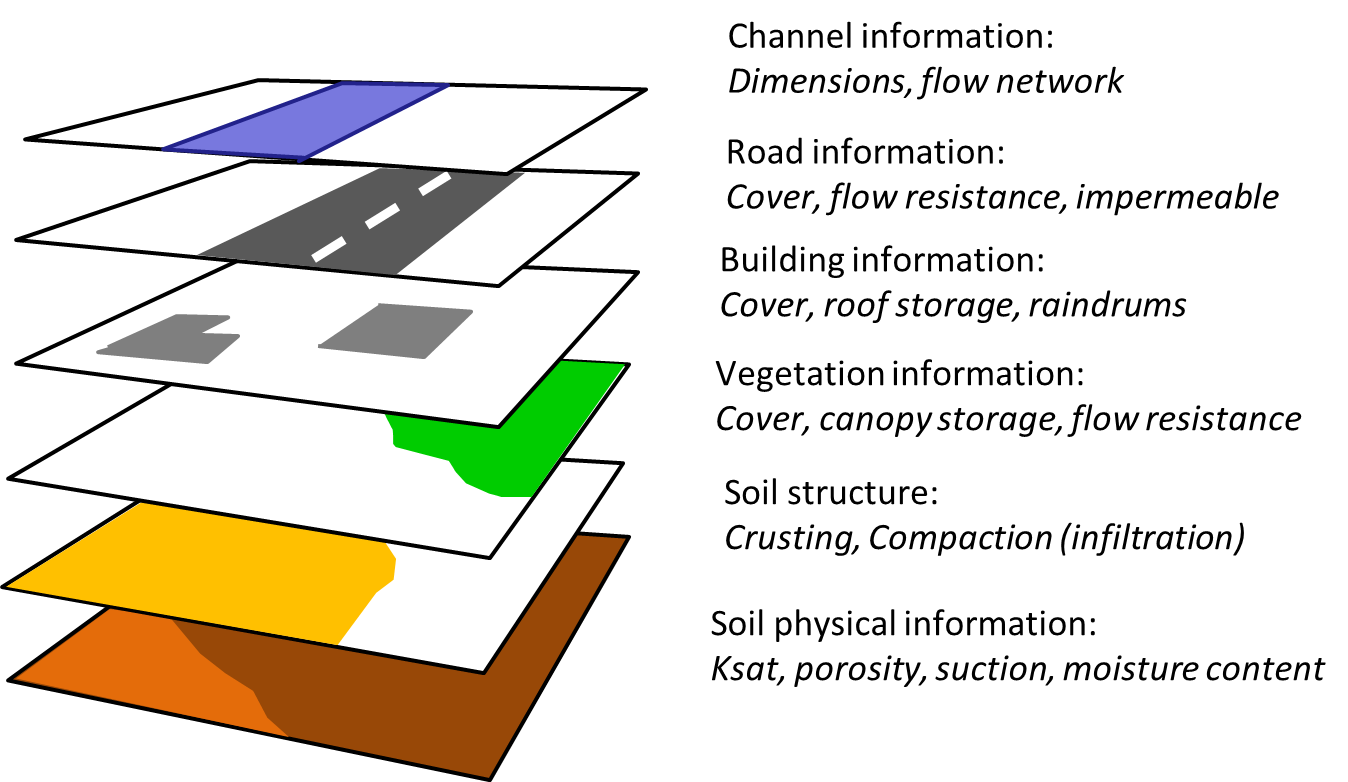 Channel information:
Dimensions, flow network
Road information:
Cover, flow resistance, impermeable
Building information:
Cover, roof storage, raindrums
Vegetation information:
Cover, canopy storage, flow resistance
Soil structure:
Crusting, Compaction (infiltration)
Soil physical information:
Ksat, porosity, suction, moisture content